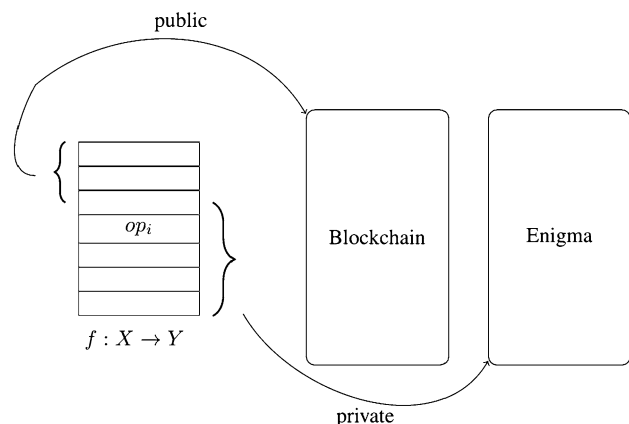 public
op_i
Blockchain
Enigma
f : X → Y
private